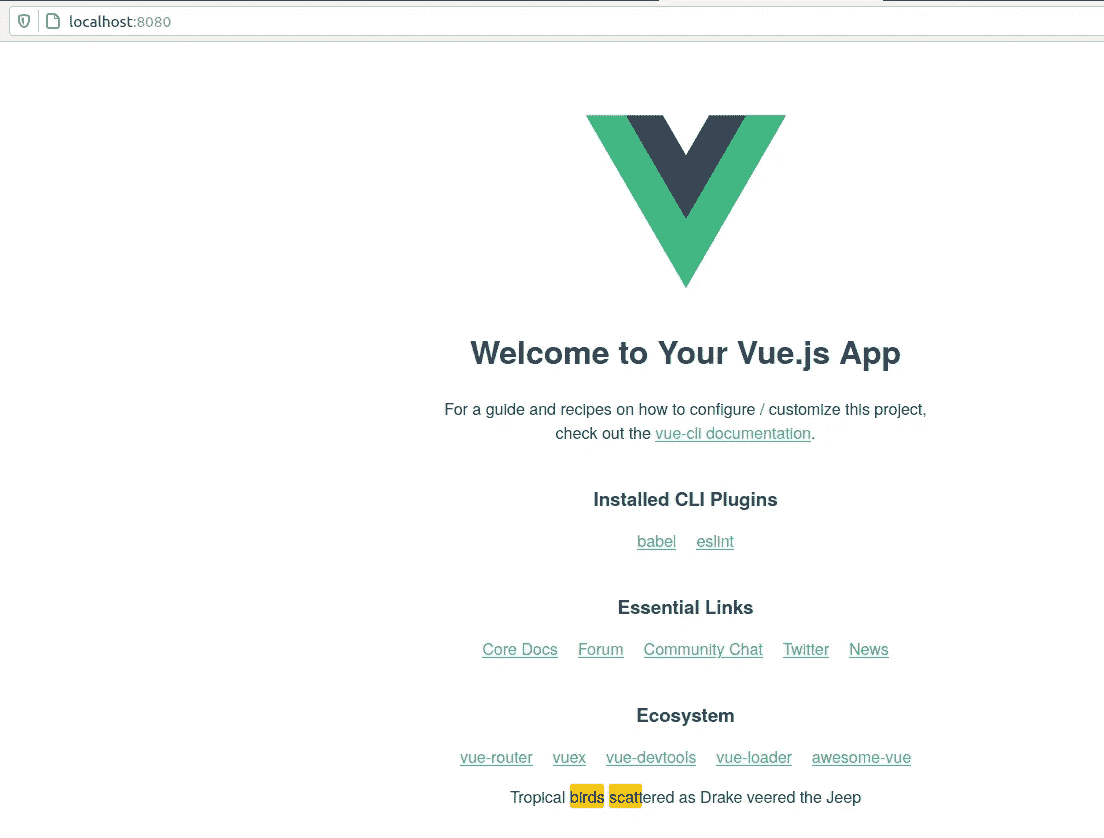 localhost:8080
Welcome to Your Vue.js App
For a guide and recipes on how to configure / customize this project,
check out the vue-cli documentation.
Installed CLI Plugins
babel eslint
Essential Links
Core Docs Forum Community Chat Twitter News
Ecosystem
vue-router vuex vue-devtools vue-loader awesome-vue
Tropical birds scattered as Drake veered the Jeep